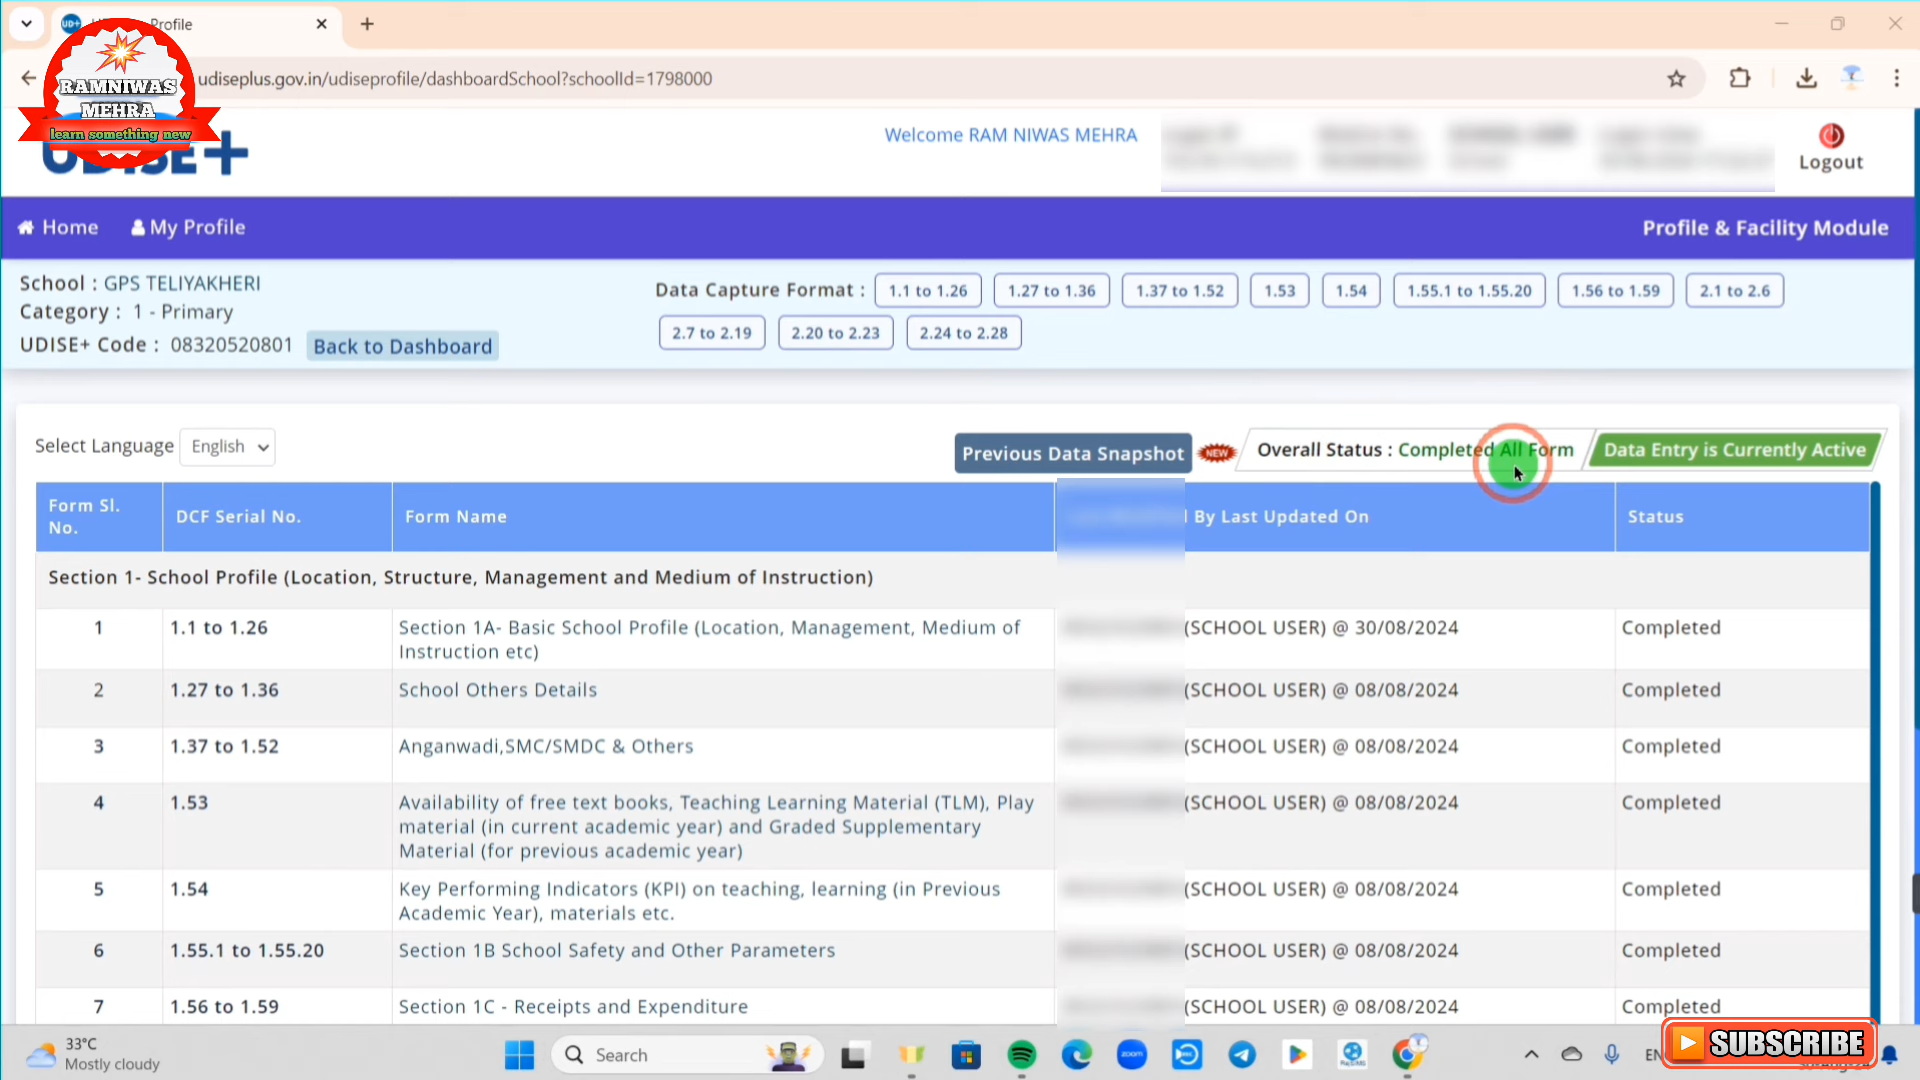 Profile
udiseplus.gov.in/udiseprofile/dashboardSchool?schoolId=1798000
RAMNIWAS
MEHRA
learn something new
UDISE+
Welcome RAM NIWAS MEHRA
Logout
Home
My Profile
Profile & Facility Module
School : GPS TELIYAKHERI
Category : 1 - Primary
UDISE+ Code : 08320520801
Back to Dashboard
Data Capture Format : 1.1 to 1.26 1.27 to 1.36 1.37 to 1.52 1.53 1.54 1.55.1 to 1.55.20 1.56 to 1.59 2.1 to 2.6
2.7 to 2.19 2.20 to 2.23 2.24 to 2.28
Select Language English
Previous Data Snapshot NEW Overall Status : Completed All Form Data Entry is Currently Active
Form Sl. No. DCF Serial No. Form Name By Last Updated On Status
Section 1- School Profile (Location, Structure, Management and Medium of Instruction)
1 1.1 to 1.26 Section 1A- Basic School Profile (Location, Management, Medium of (SCHOOL USER) @ 30/08/2024 Completed
Instruction etc)
2 1.27 to 1.36 School Others Details (SCHOOL USER) @ 08/08/2024 Completed
3 1.37 to 1.52 Anganwadi,SMC/SMDC & Others (SCHOOL USER) @ 08/08/2024 Completed
4 1.53 Availability of free text books, Teaching Learning Material (TLM), Play (SCHOOL USER) @ 08/08/2024 Completed
material (in current academic year) and Graded Supplementary
Material (for previous academic year)
5 1.54 Key Performing Indicators (KPI) on teaching, learning (in Previous (SCHOOL USER) @ 08/08/2024 Completed
Academic Year), materials etc.
6 1.55.1 to 1.55.20 Section 1B School Safety and Other Parameters (SCHOOL USER) @ 08/08/2024 Completed
7 1.56 to 1.59 Section 1C - Receipts and Expenditure (SCHOOL USER) @ 08/08/2024 Completed
33°C
Mostly cloudy
Search
zoom
SUBSCRIBE